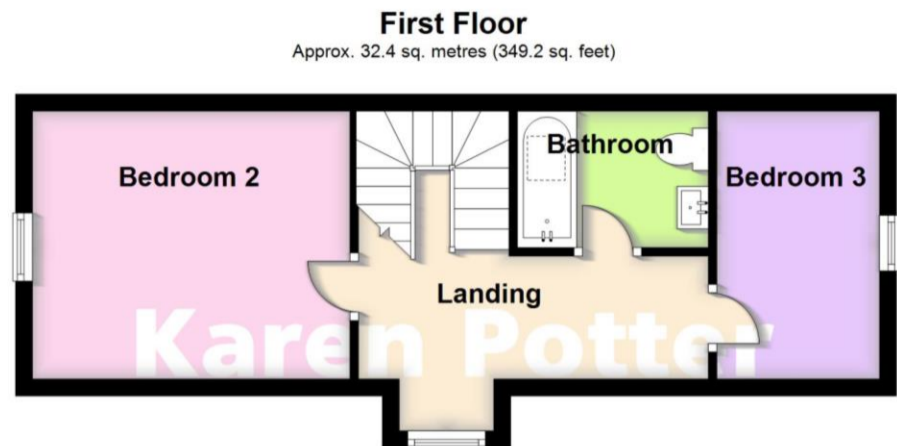 First Floor
Approx. 32.4 sq. metres (349.2 sq. feet)
Bathroom
Bedroom 2
Bedroom 3
Landing
Karen Potter